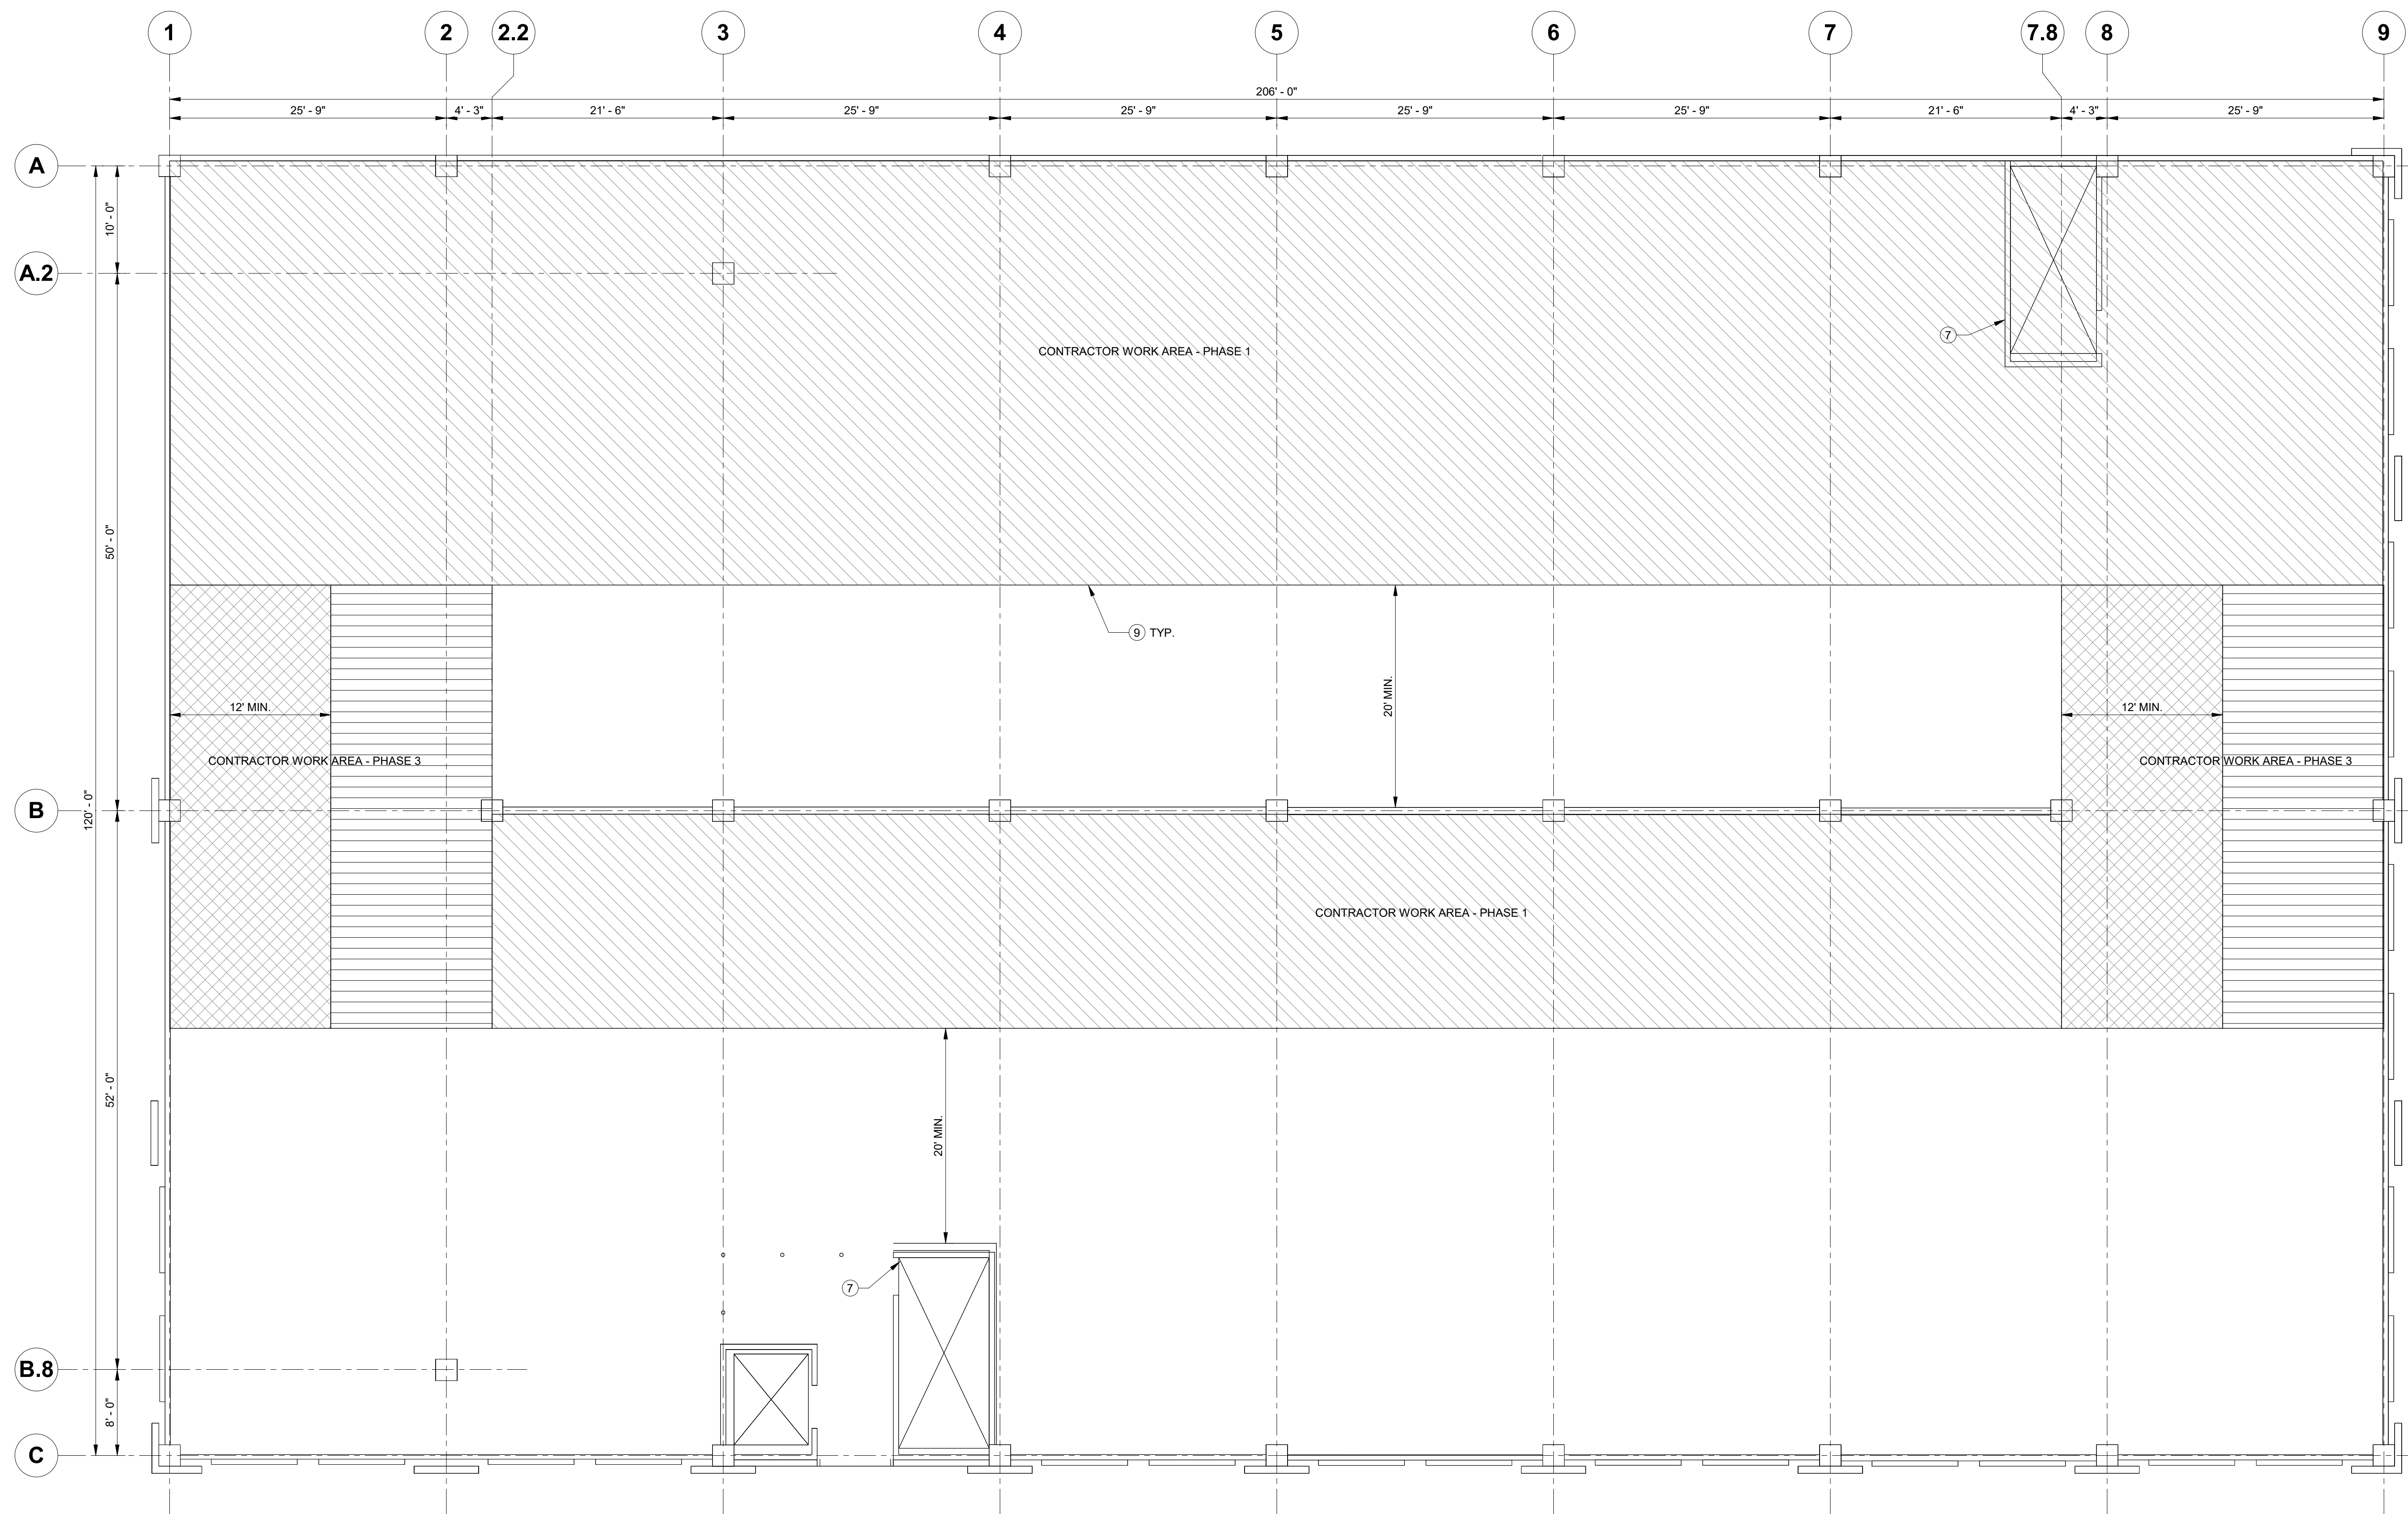 1 2 2.2 3 4 5 6 7 7.8 8 9
206' - 0"
25' - 9" 4' - 3" 21' - 6" 25' - 9" 25' - 9" 25' - 9" 25' - 9" 21' - 6" 4' - 3" 25' - 9"
A
10' - 0"
A.2
7
CONTRACTOR WORK AREA - PHASE 1
50' - 0"
9 TYP.
20' MIN.
12' MIN. 12' MIN.
CONTRACTOR WORK AREA - PHASE 3 CONTRACTOR WORK AREA - PHASE 3
B
120' - 0"
CONTRACTOR WORK AREA - PHASE 1
52' - 0"
20' MIN.
7
B.8
8' - 0"
C